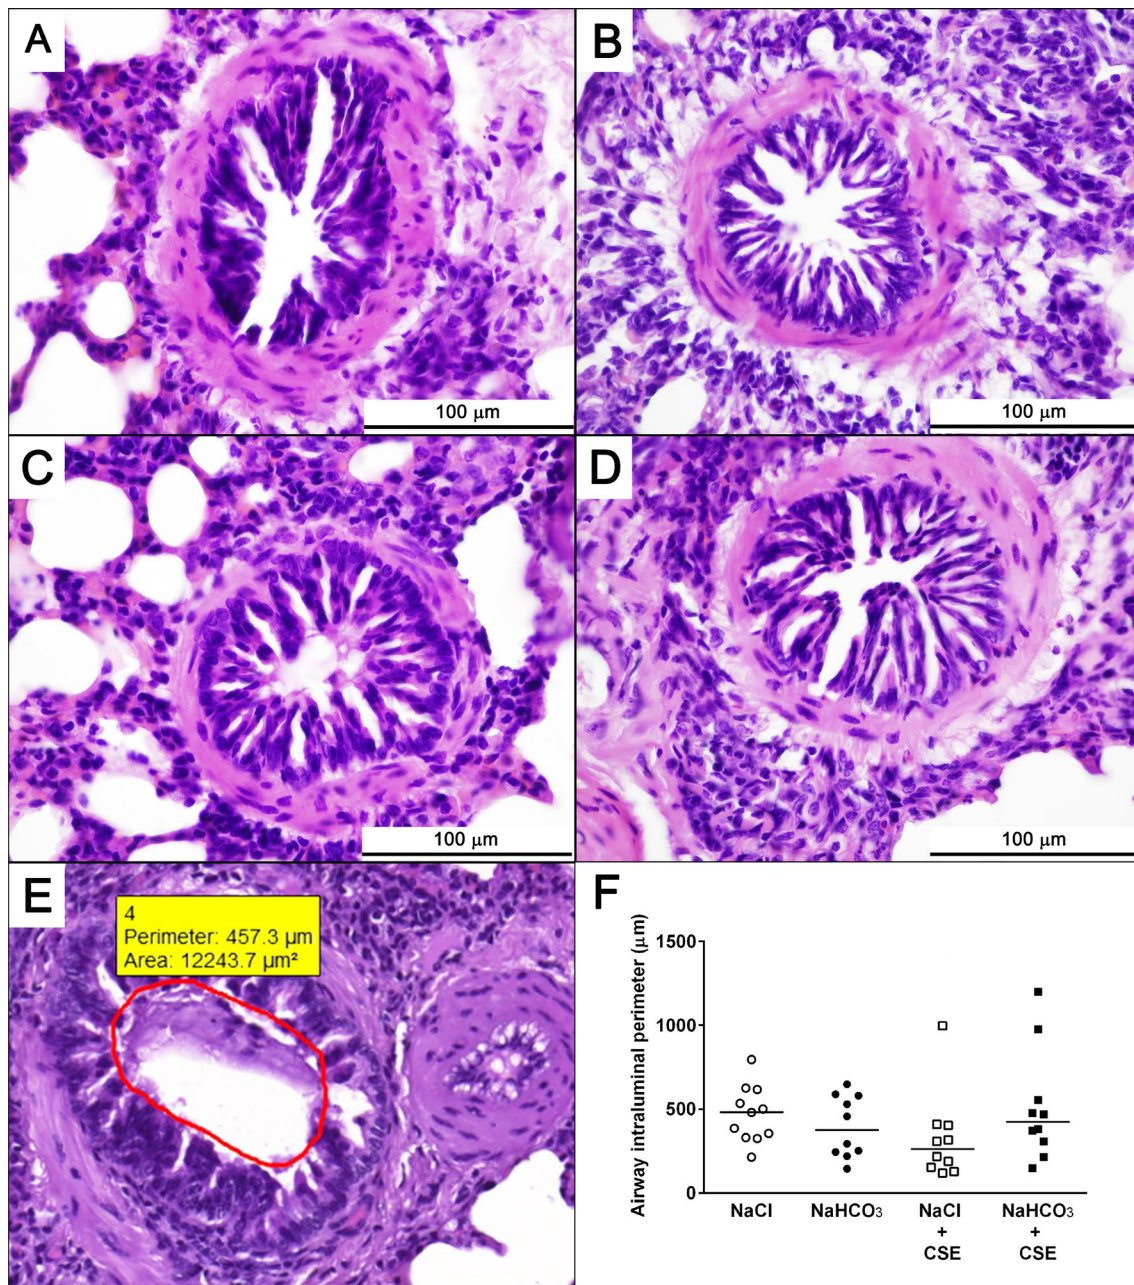 A
B
100 μm
100 μm
C
D
100 μm
100 μm
E
4
Perimeter: 457.3 μm
Area: 12243.7 μm²
F
Airway intraluminal perimeter (μm)
1500
1000
500
0
NaCl
NaHCO₃
NaCl
+
CSE
NaHCO₃
+
CSE